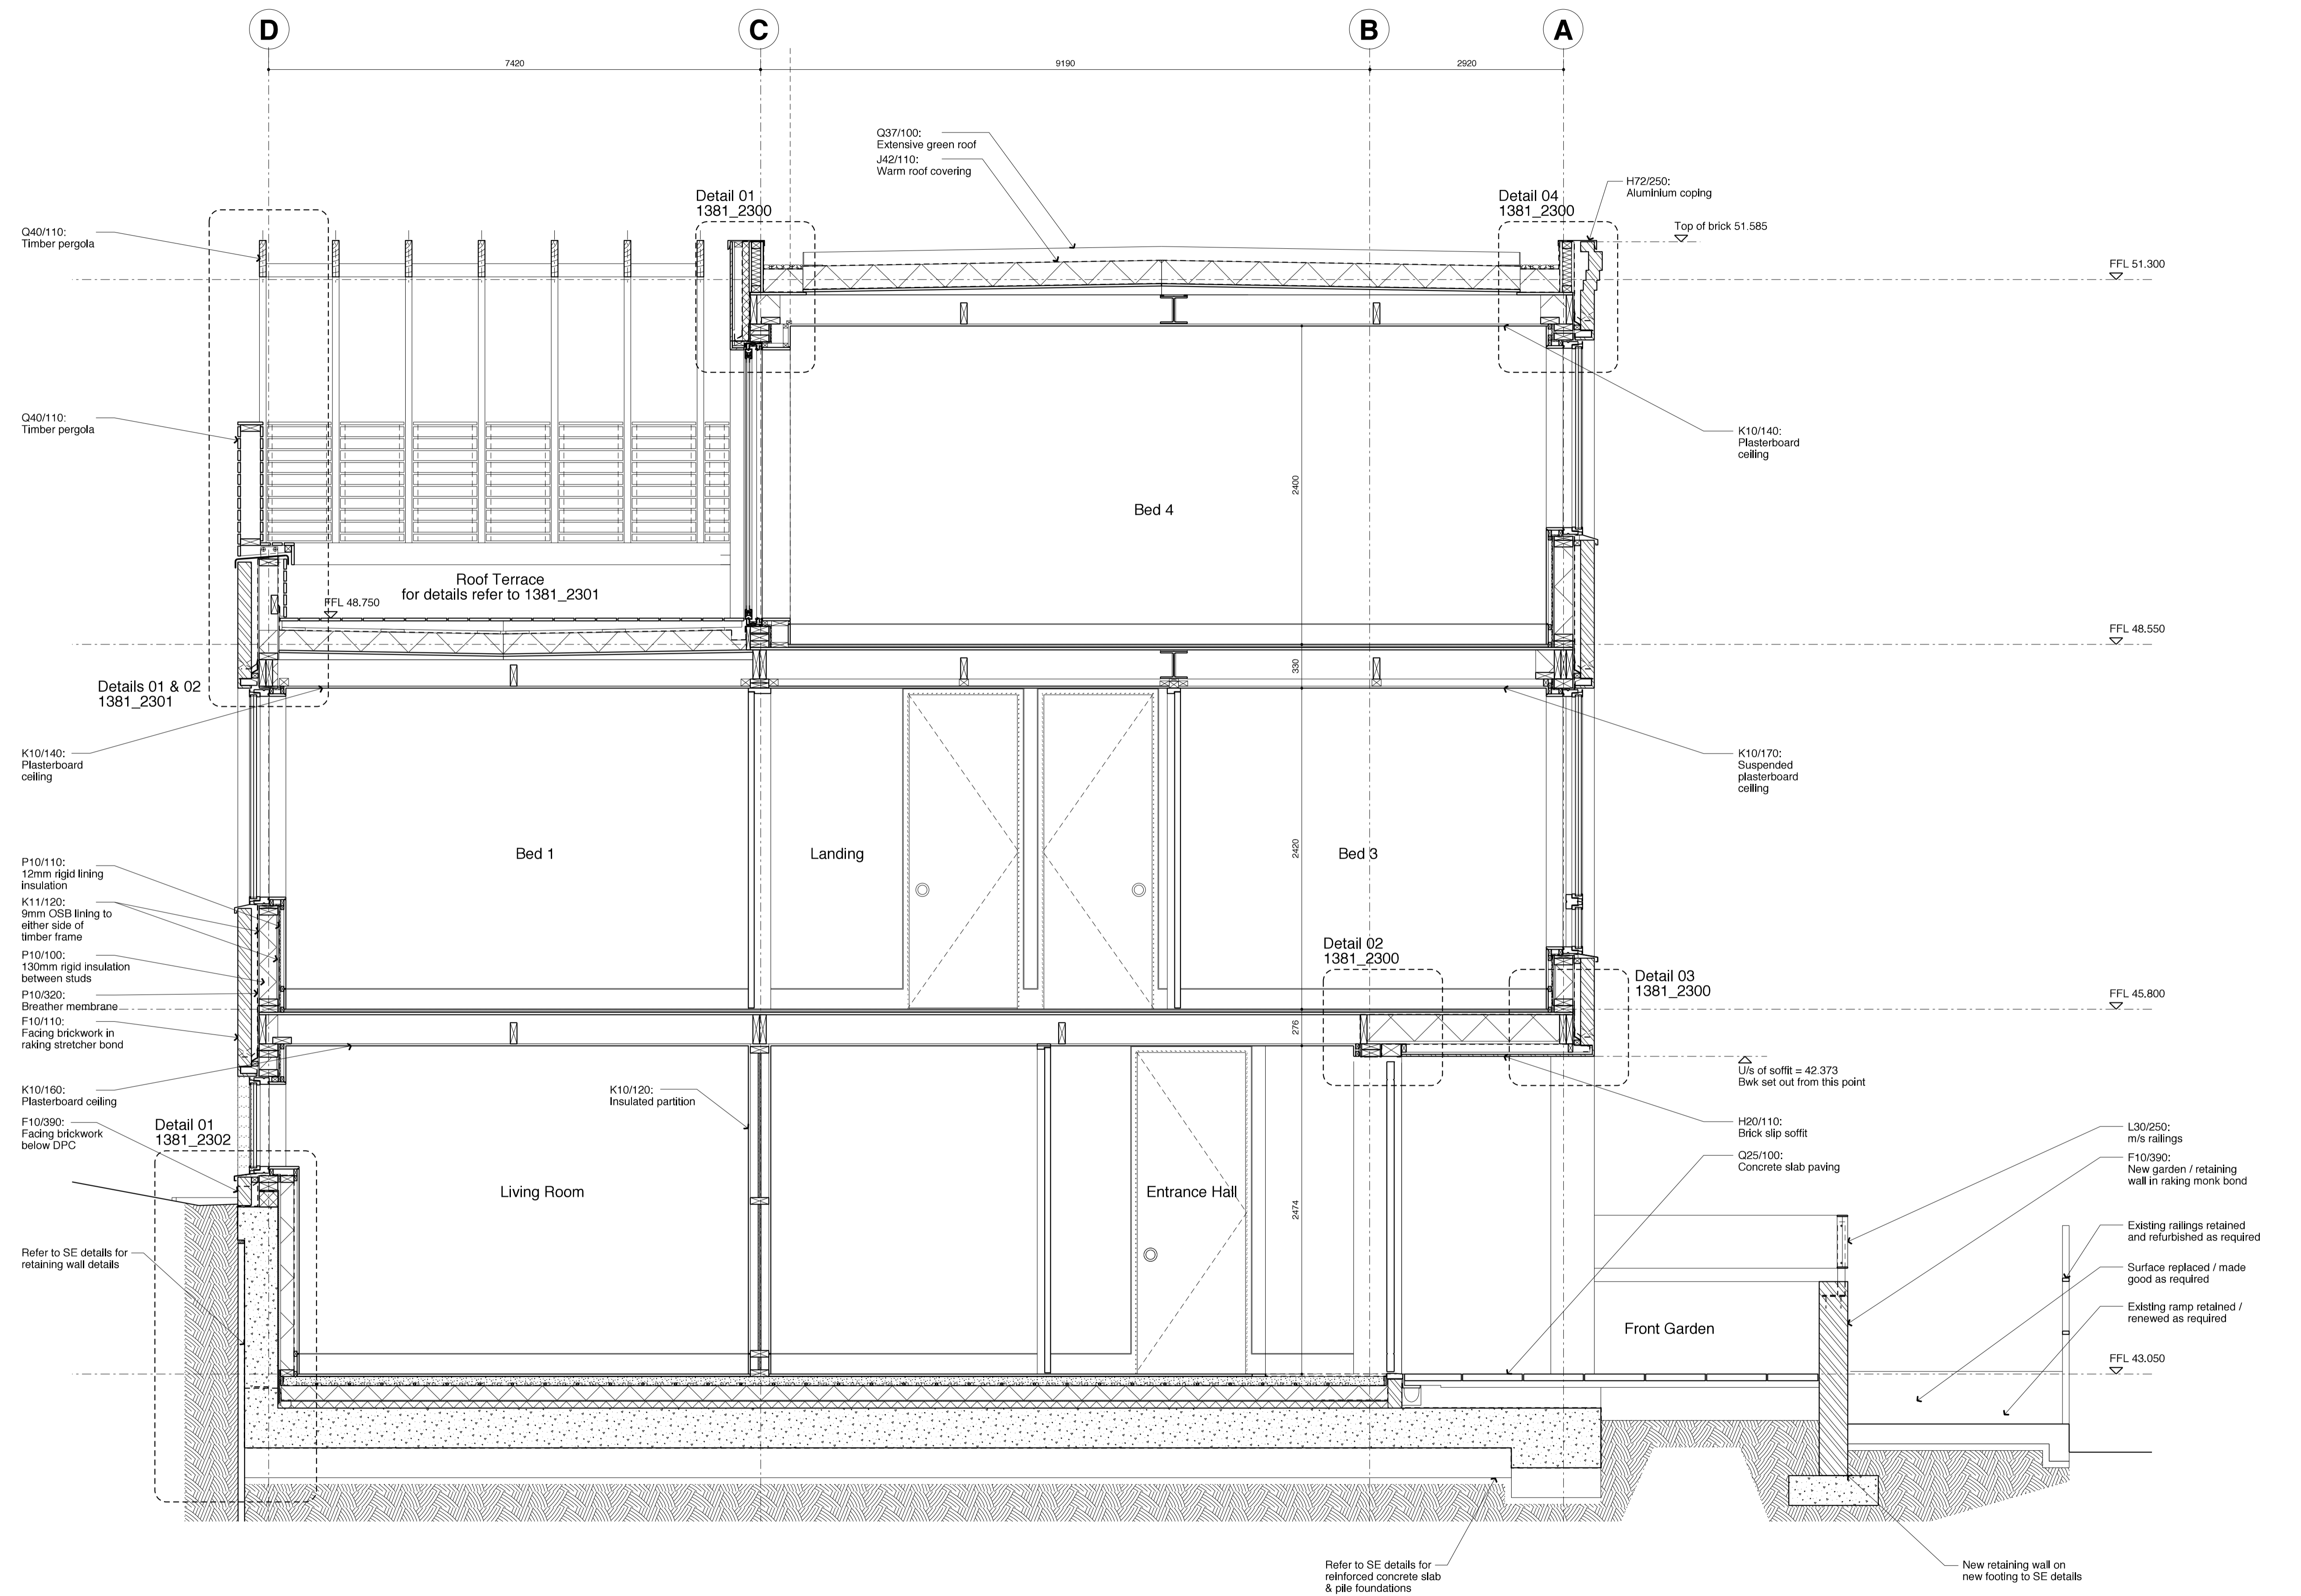 D
C
B
A
7420
9190
2920
Q37/100:
Extensive green roof
J42/110:
Warm roof covering
H72/250:
Aluminium coping
Detail 01
1381_2300
Detail 04
1381_2300
Top of brick 51.585
Q40/110:
Timber pergola
FFL 51.300
Q40/110:
Timber pergola
K10/140:
Plasterboard
ceiling
2400
Bed 4
Roof Terrace
for details refer to 1381_2301
FFL 48.750
FFL 48.550
330
Details 01 & 02
1381_2301
K10/140:
Plasterboard
ceiling
K10/170:
Suspended
plasterboard
ceiling
Bed 1
Landing
2420
Bed 3
P10/110:
12mm rigid lining
insulation
K11/120:
9mm OSB lining to
either side of
timber frame
P10/100:
130mm rigid insulation
between studs
P10/320:
Breather membrane
F10/110:
Facing brickwork in
raking stretcher bond
Detail 02
1381_2300
Detail 03
1381_2300
FFL 45.800
276
U/s of soffit = 42.373
Bwk set out from this point
K10/160:
Plasterboard ceiling
K10/120:
Insulated partition
F10/390:
Facing brickwork
below DPC
Detail 01
1381_2302
H20/110:
Brick slip soffit
Q25/100:
Concrete slab paving
L30/250:
m/s railings
F10/390:
New garden / retaining
wall in raking monk bond
Living Room
Entrance Hall
2474
Existing railings retained
and refurbished as required
Refer to SE details for
retaining wall details
Surface replaced / made
good as required
Existing ramp retained /
renewed as required
Front Garden
FFL 43.050
Refer to SE details for
reinforced concrete slab
& pile foundations
New retaining wall on
new footing to SE details